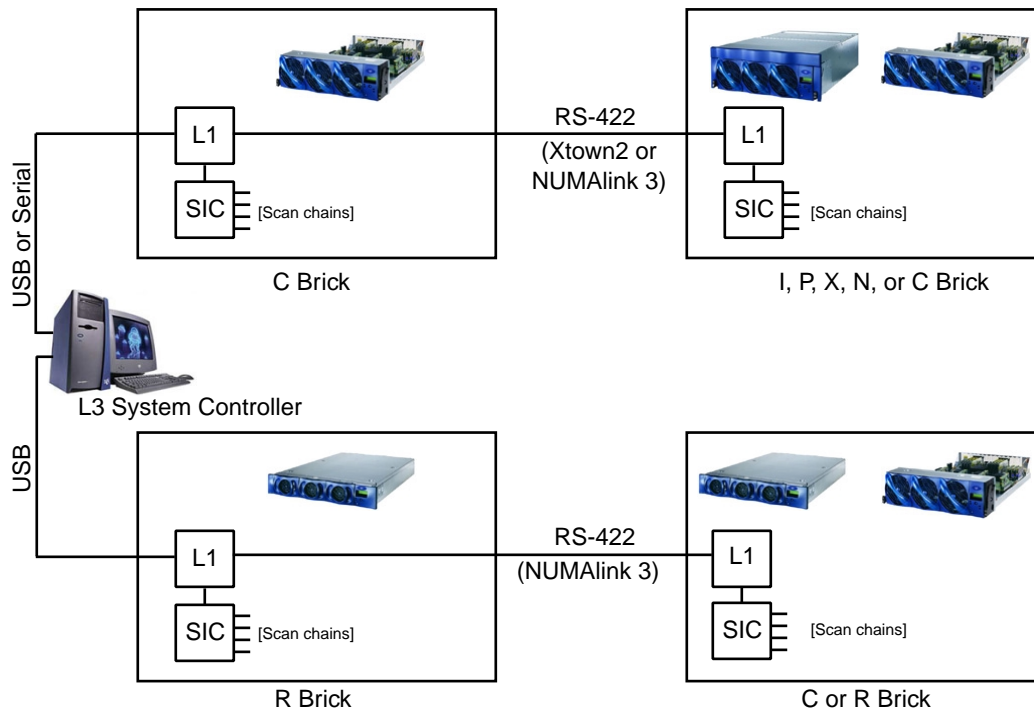 L1
SIC
[Scan chains]
C Brick
RS-422
(Xtown2 or
NUMAlink 3)
L1
SIC
[Scan chains]
I, P, X, N, or C Brick
USB or Serial
L3 System Controller
USB
L1
SIC
[Scan chains]
R Brick
RS-422
(NUMAlink 3)
L1
SIC
[Scan chains]
C or R Brick